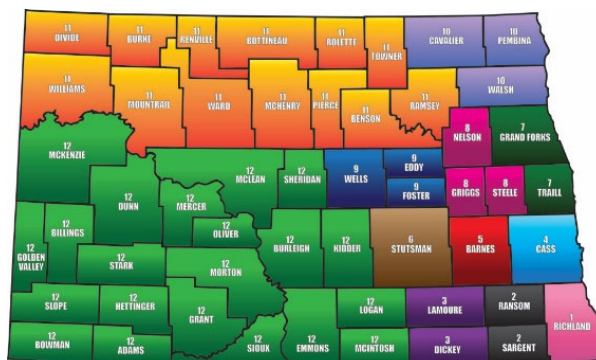 11
DIVIDE
11
BURKE
11
RENVILLE
11
BOTTINEAU
11
ROLETTE
11
TOWNER
10
CAVALIER
10
PEMBINA
11
WILLIAMS
11
MOUNTRAIL
11
WARD
11
MCHENRY
11
PIERCE
11
BENSON
11
RAMSEY
10
WALSH
12
MCKENZIE
12
DUNN
12
MERCER
12
MCLEAN
12
SHERIDAN
9
WELLS
9
EDDY
9
FOSTER
8
NELSON
7
GRAND FORKS
8
GRIGGS
8
STEELE
7
TRAILL
12
GOLDEN
VALLEY
12
BILLINGS
12
STARK
12
OLIVER
12
MORTON
12
BURLEIGH
12
KIDDER
6
STUTSMAN
5
BARNES
4
CASS
12
SLOPE
12
HETTINGER
12
GRANT
12
BOWMAN
12
ADAMS
12
SIOUX
12
EMMONS
12
LOGAN
12
MCINTOSH
3
LAMOURE
3
DICKEY
2
RANSOM
2
SARGENT
1
RICHLAND